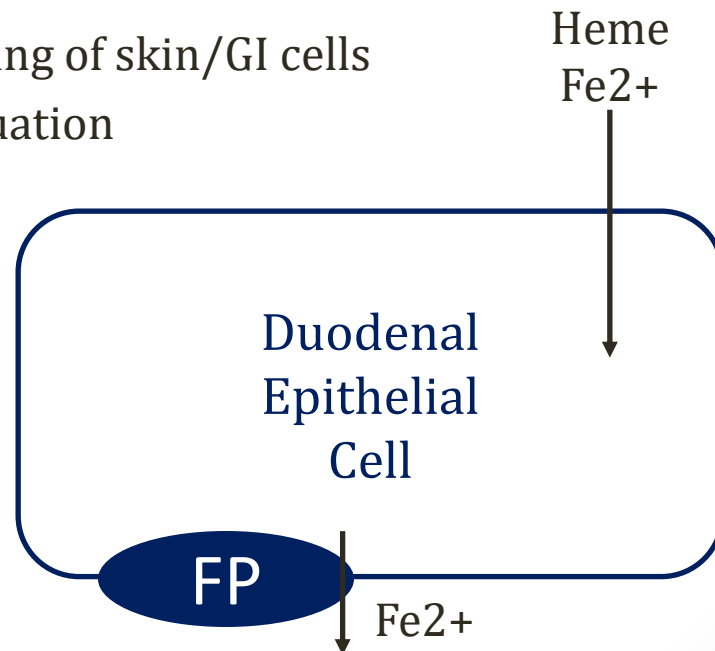 ng of skin/GI cells
uation
Heme
Fe2+
Duodenal
Epithelial
Cell
FP
Fe2+